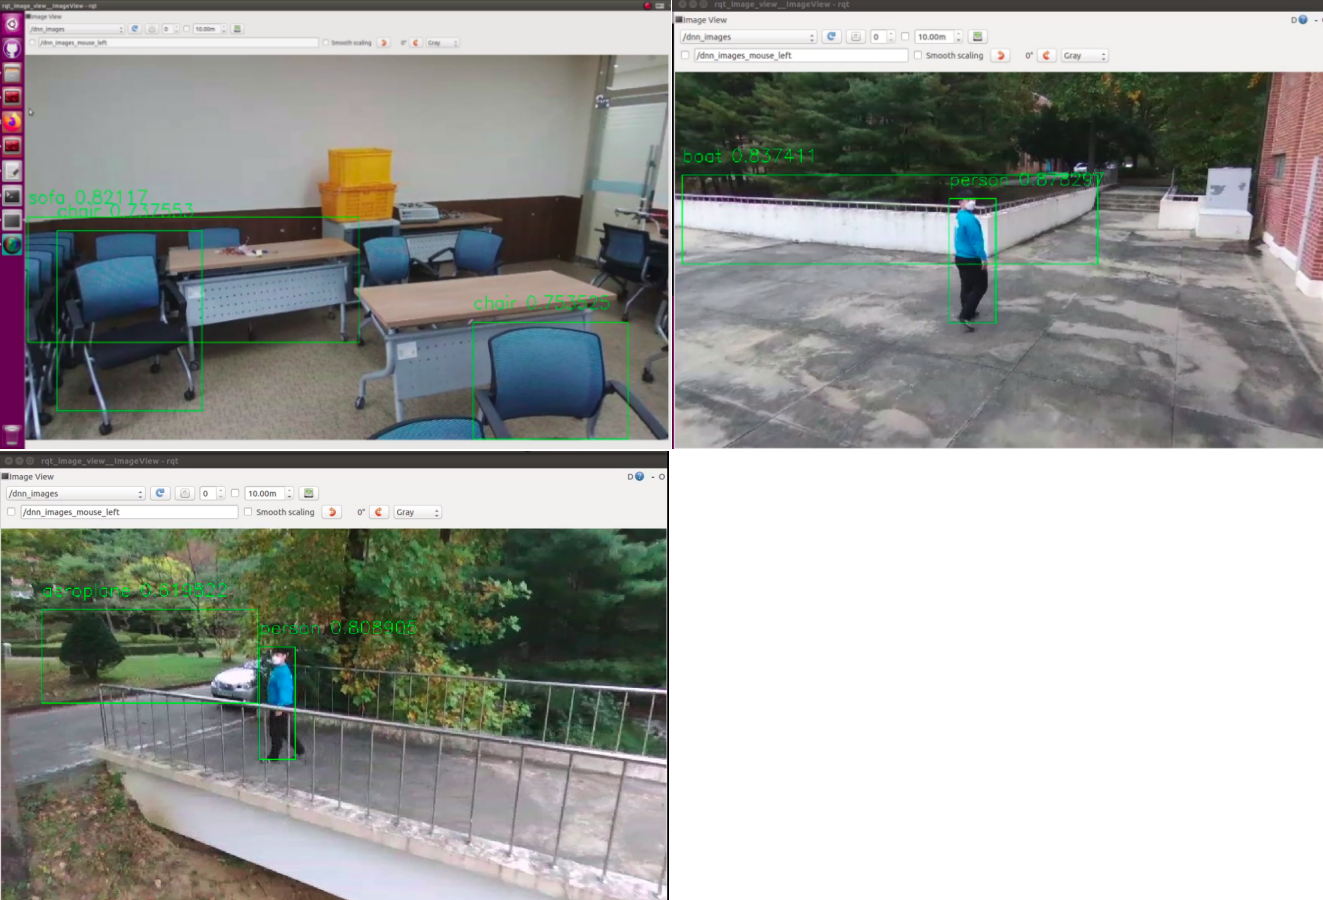 rqt_image_view__ImageView - rqt
Image View
/dnn_images
0
10.00m
/dnn_images_mouse_left
Smooth scaling
0°
Gray
sofa 0.82117
chair 0.737553
chair 0.753525
rqt_image_view__ImageView - rqt
Image View
D
-
/dnn_images
0
10.00m
/dnn_images_mouse_left
Smooth scaling
0°
Gray
boat 0.837411
person 0.878297
rqt_image_view__ImageView - rqt
Image View
D
- O
/dnn_images
0
10.00m
/dnn_images_mouse_left
Smooth scaling
0°
Gray
aeroplane
person 0.808905